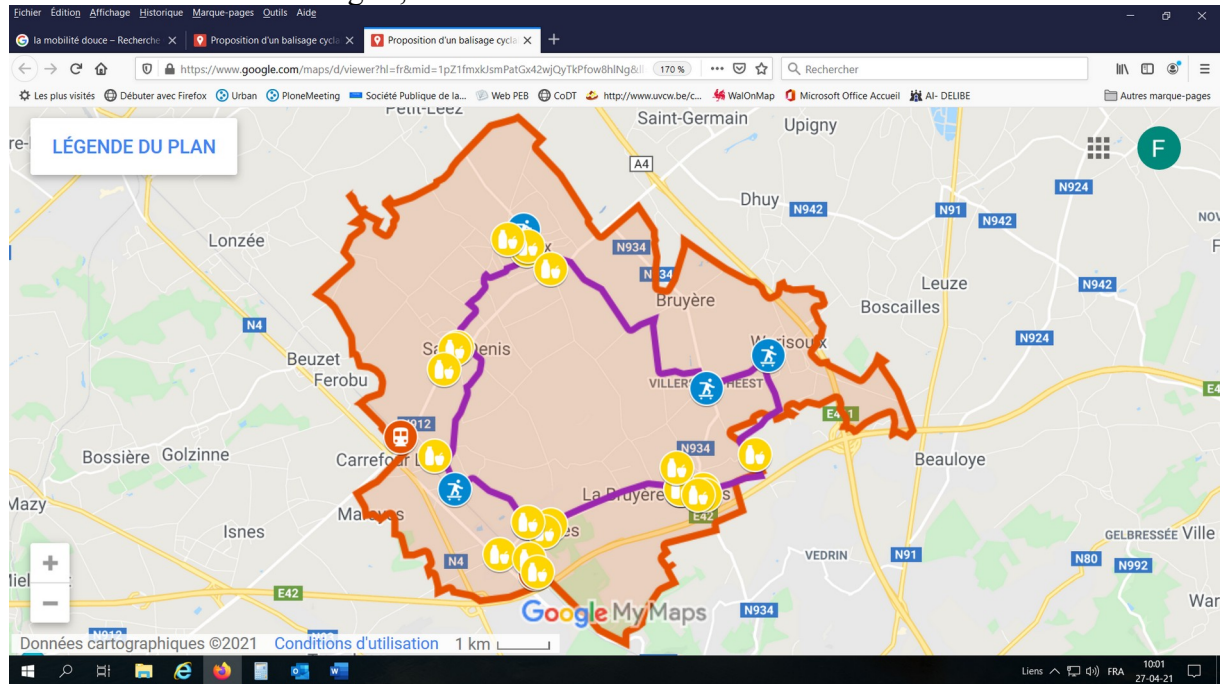 Fichier Édition Affichage Historique Marque-pages Outils Aide
la mobilité douce – Recherche
Proposition d'un balisage cycla
Proposition d'un balisage cycla
https://www.google.com/maps/d/viewer?hl=fr&mid=1pZ1fmxkJsmPatGx42wjQyTkPfow8hlNg&ll
170 %
Rechercher
Les plus visités
Débuter avec Firefox
Urban
PloneMeeting
Société Publique de la...
Web PEB
CoDT
http://www.uvcw.be/c...
WalOnMap
Microsoft Office Accueil
AI- DELIBE
Autres marque-pages
LÉGENDE DU PLAN
Petit-Leez
Saint-Germain
Upigny
A4
F
N924
Dhuy
N942
N91
N942
Lonzée
N934
Leuze
N942
Bruyère
Boscailles
N4
N924
Beuzet
Ferobu
E4
Bossière
Golzinne
N934
Beauloye
Mazy
La Bruyère
Isnes
E42
GELBRESSÉE
Ville
VEDRIN
N91
N80
N992
N4
E42
War
Google My Maps
N934
Données cartographiques ©2021
Conditions d'utilisation
1 km
Liens
FRA
10:01
27-04-21